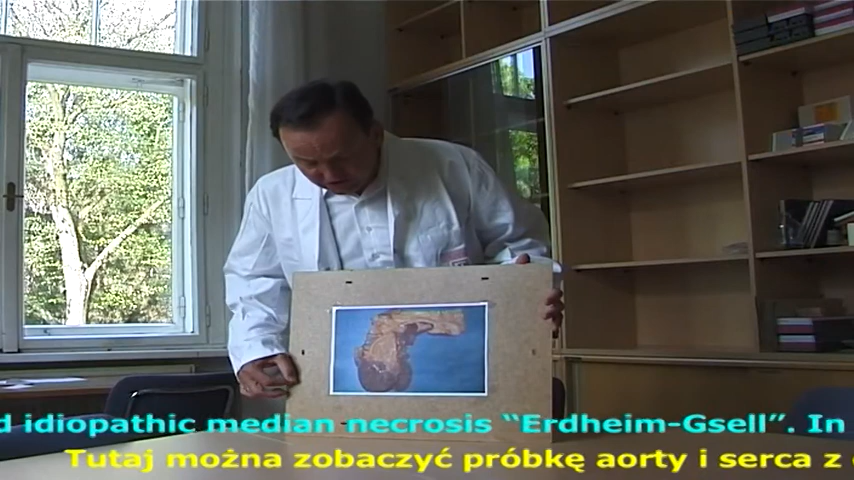 idiopathic median necrosis “Erdheim-Gsell”. In
Tutaj można zobaczyć próbkę aorty i serca z